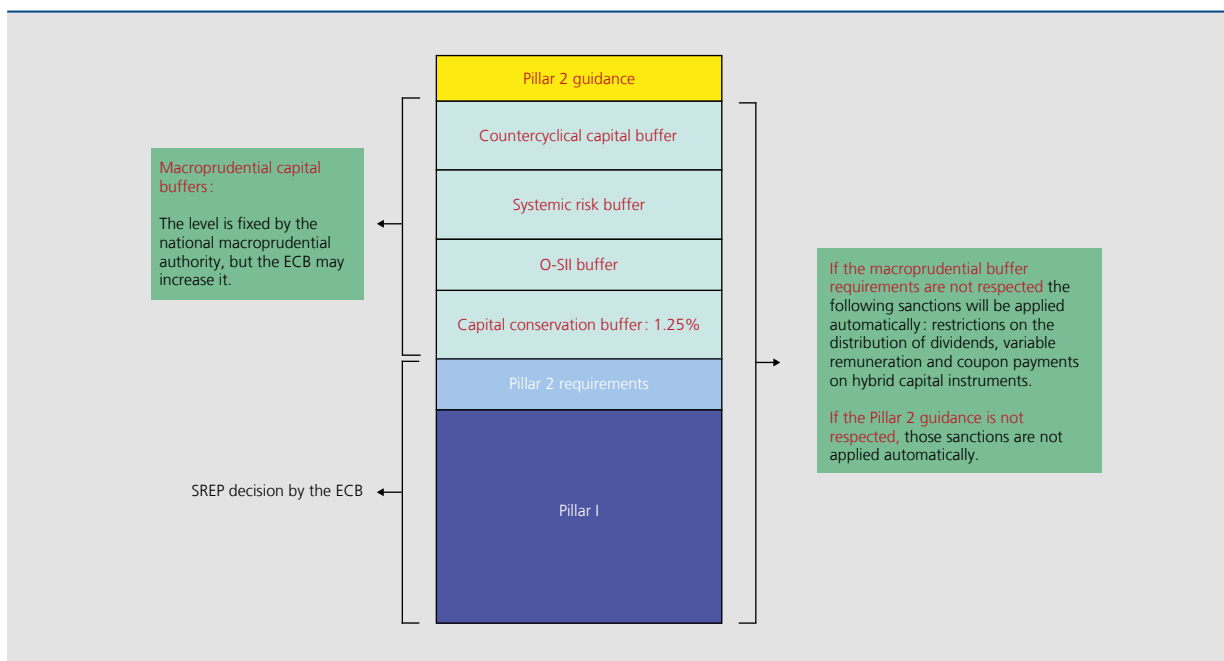 Pillar 2 guidance
Countercyclical capital buffer
Systemic risk buffer
O-SII buffer
Capital conservation buffer : 1.25%
Pillar 2 requirements
Pillar I
Macroprudential capital
buffers :
The level is fixed by the
national macroprudential
authority, but the ECB may
increase it.
SREP decision by the ECB
If the macroprudential buffer
requirements are not respected the
following sanctions will be applied
automatically : restrictions on the
distribution of dividends, variable
remuneration and coupon payments
on hybrid capital instruments.
If the Pillar 2 guidance is not
respected, those sanctions are not
applied automatically.